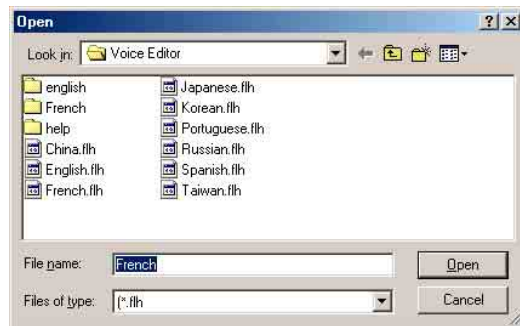 Open
Look in: Voice Editor
english
French
help
China.flh
English.flh
French.flh
Japanese.flh
Korean.flh
Portuguese.flh
Russian.flh
Spanish.flh
Taiwan.flh
File name: French
Open
Files of type: (*.flh
Cancel